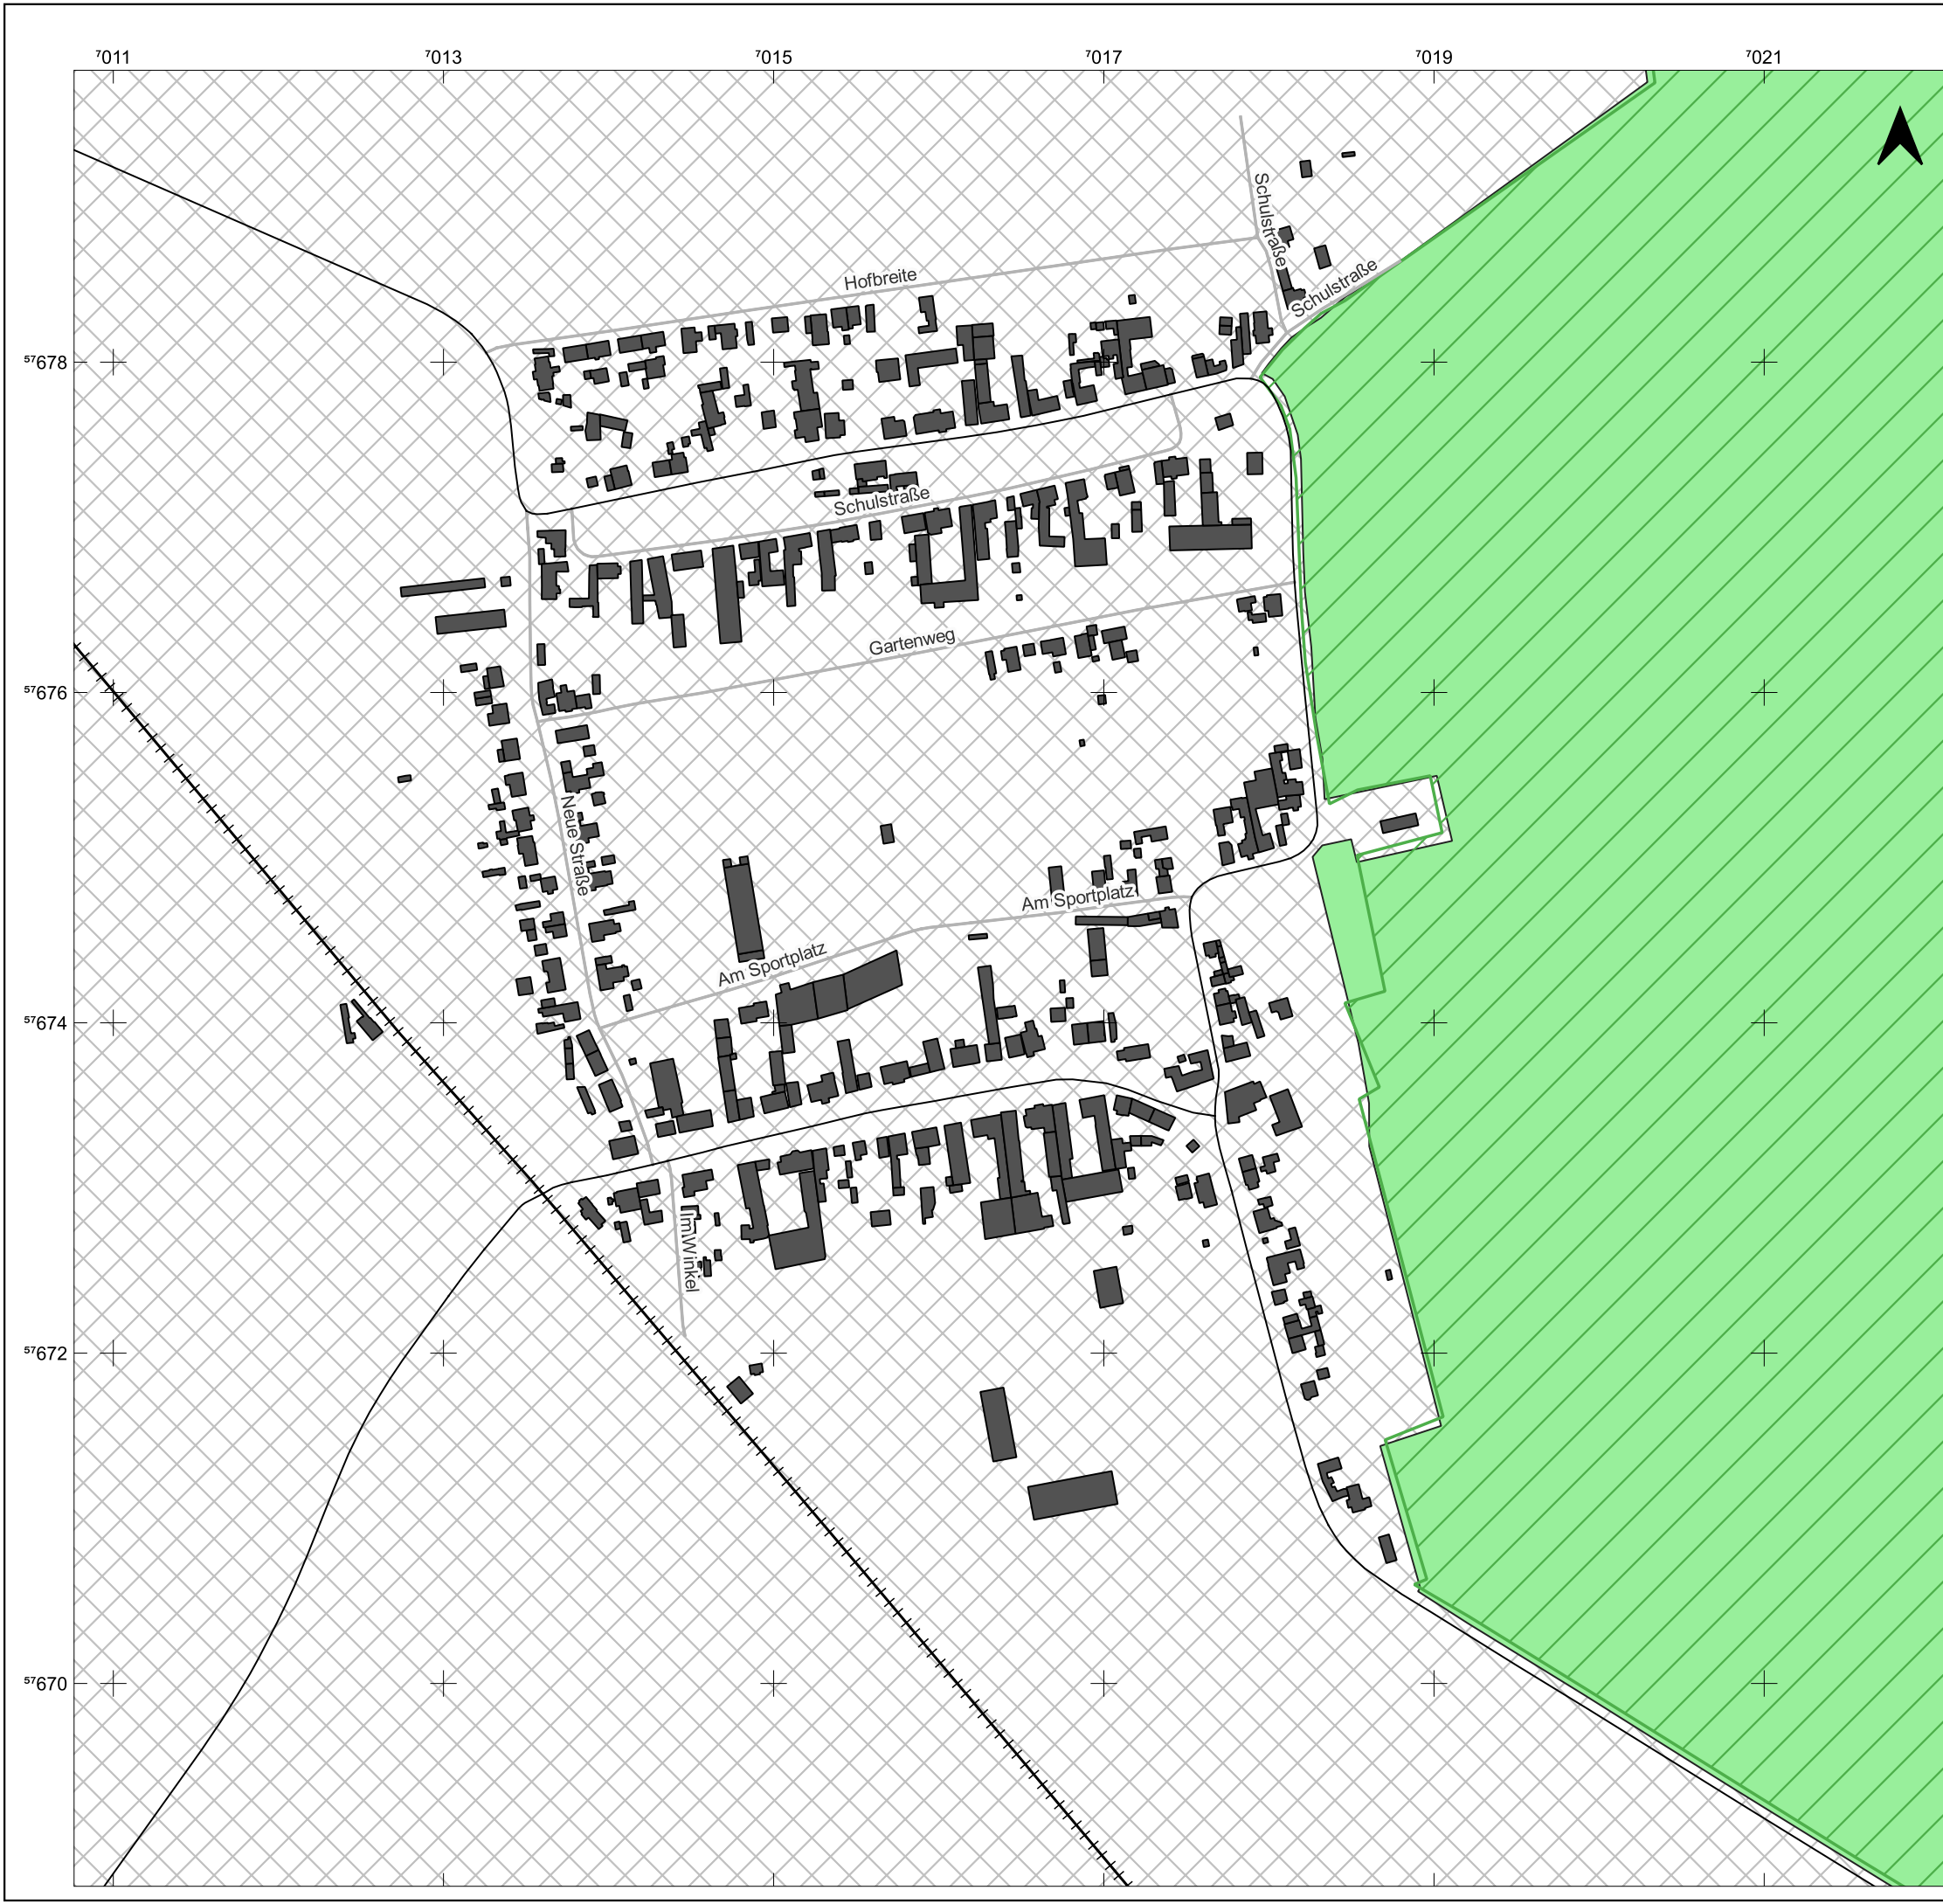 7011 7013 7015 7017 7019 7021
Schulstraße
Hofbreite
Schulstraße
57678
Schulstraße
Gartenweg
57676
Neue Straße
Am Sportplatz
Am Sportplatz
57674
Im Winkel
57672
57670